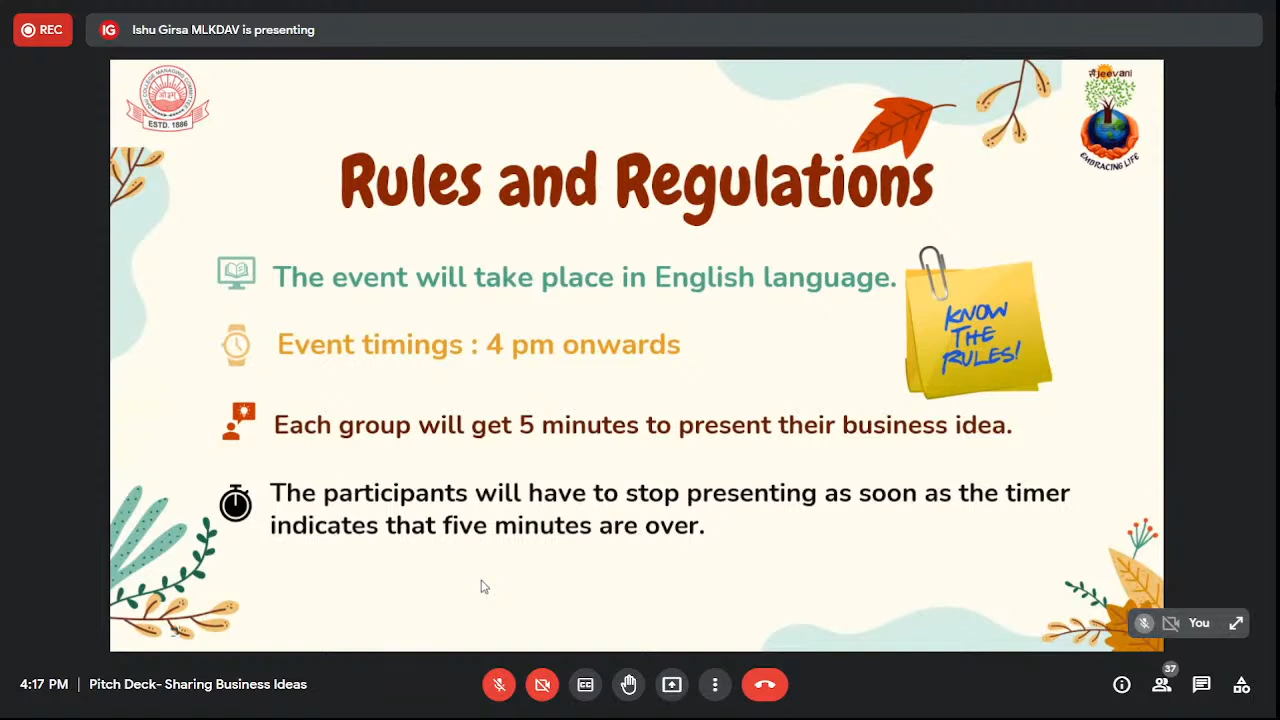 REC
IG Ishu Girsa MLKDAV is presenting
ESTD. 1886
Jeevani
EMBRACING LIFE
Rules and Regulations
The event will take place in English language.
KNOW
THE
RULES!
Event timings : 4 pm onwards
Each group will get 5 minutes to present their business idea.
The participants will have to stop presenting as soon as the timer
indicates that five minutes are over.
You
37
4:17 PM | Pitch Deck- Sharing Business Ideas